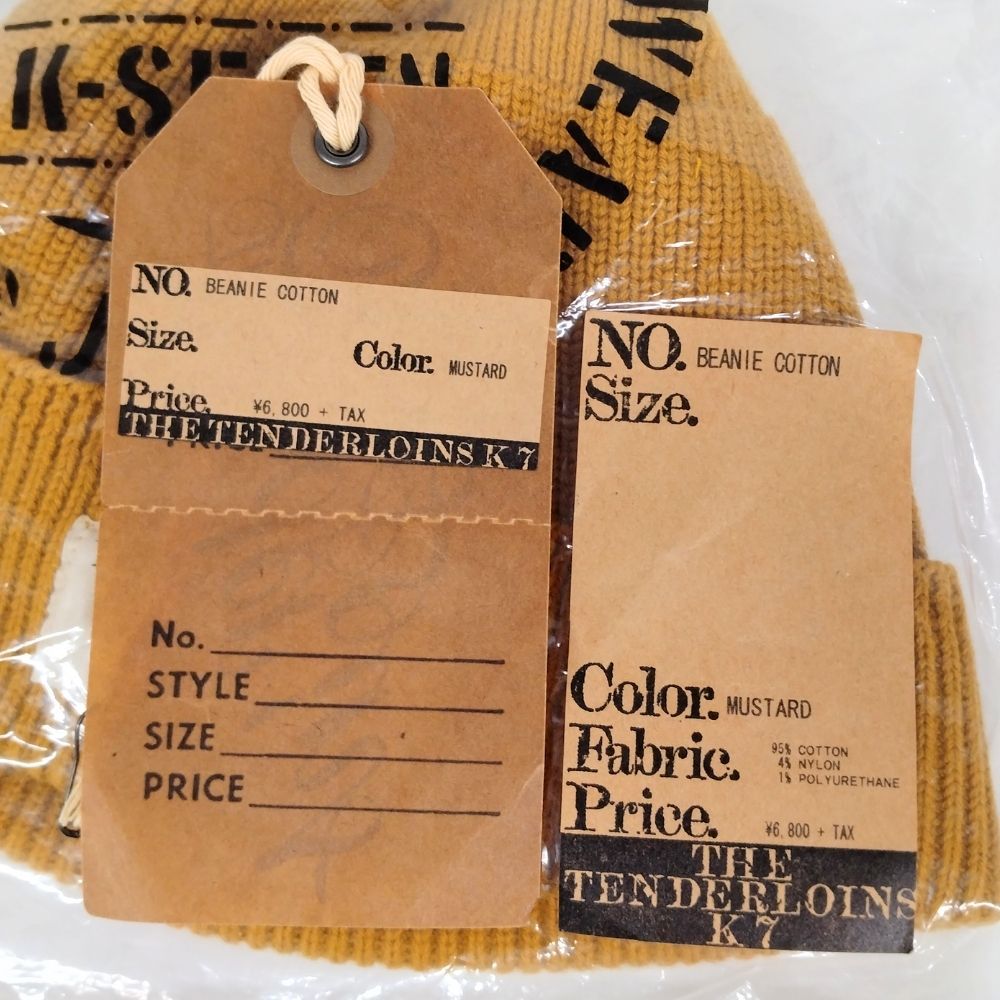 WEAR
NO. BEANIE COTTON
Size.
Color. MUSTARD
Price. ¥6,800 + TAX
THE TENDERLOINS K 7
No.
STYLE
SIZE
PRICE
NO. BEANIE COTTON
Size.
Color. MUSTARD
Fabric. 95% COTTON
4% NYLON
1% POLYURETHANE
Price. ¥6,800 + TAX
THE
TENDERLOINS
K 7